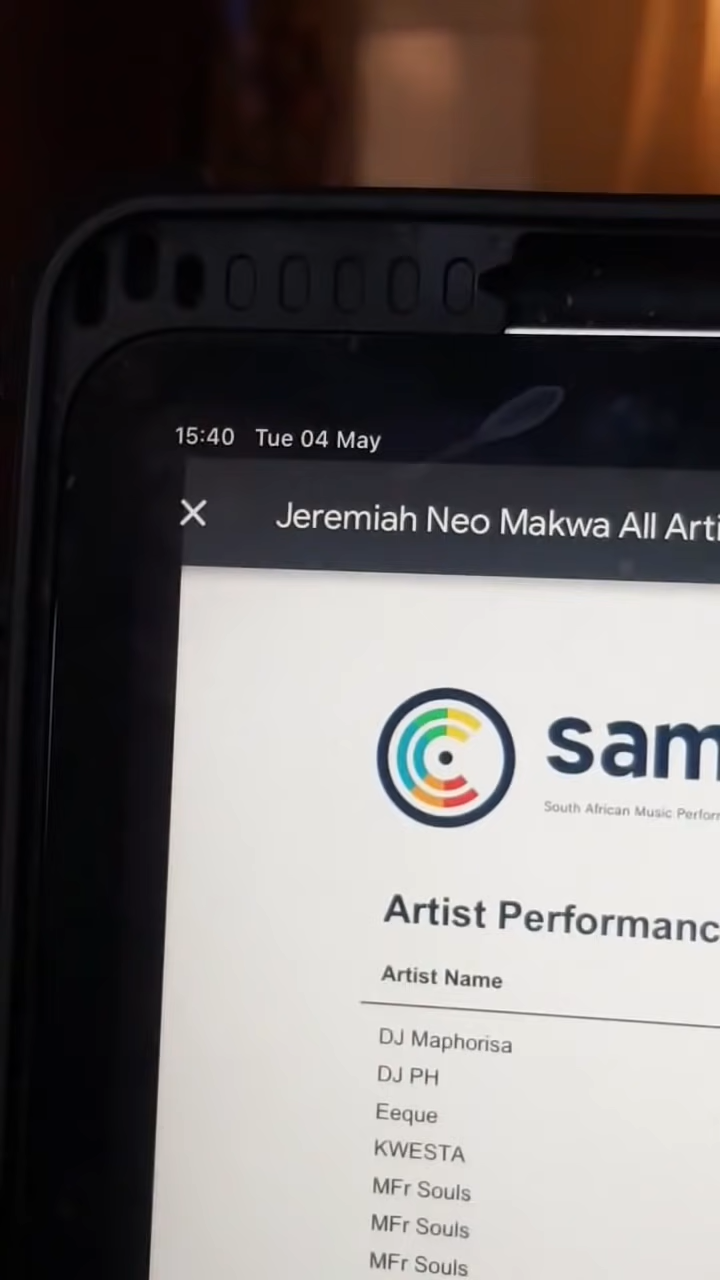 15:40 Tue 04 May
Jeremiah Neo Makwa All Arti
sam
South African Music Perfor
Artist Performanc
Artist Name
DJ Maphorisa
DJ PH
Eeque
KWESTA
MFr Souls
MFr Souls
MFr Souls